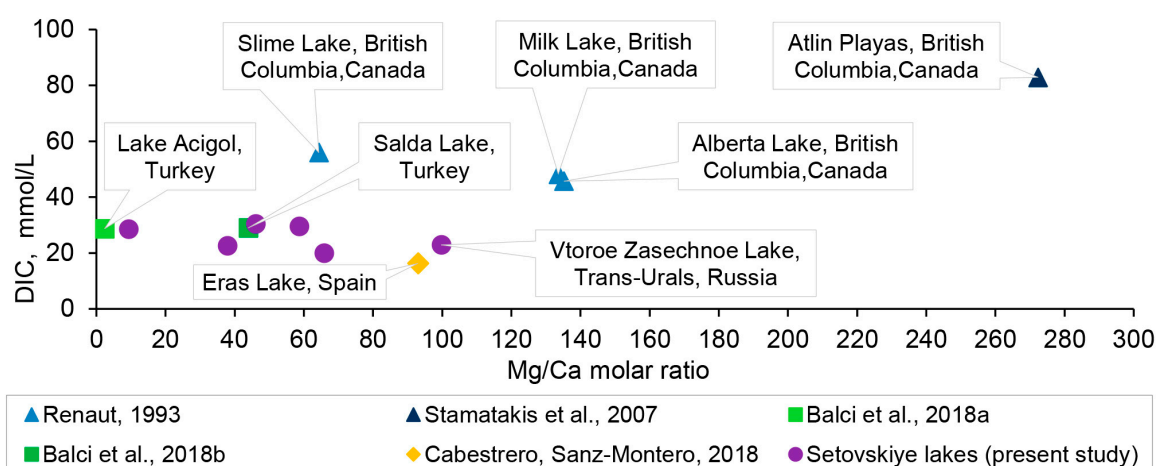 100
80
60
40
20
0
DIC, mmol/L
Slime Lake, British
Columbia,Canada
Milk Lake, British
Columbia,Canada
Atlin Playas, British
Columbia,Canada
Lake Acigol,
Turkey
Salda Lake,
Turkey
Alberta Lake, British
Columbia,Canada
Eras Lake, Spain
Vtoroe Zasechnoe Lake,
Trans-Urals, Russia
0 20 40 60 80 100 120 140 160 180 200 220 240 260 280 300
Mg/Ca molar ratio
Renaut, 1993
Stamatakis et al., 2007
Balci et al., 2018a
Balci et al., 2018b
Cabestrero, Sanz-Montero, 2018
Setovskiye lakes (present study)